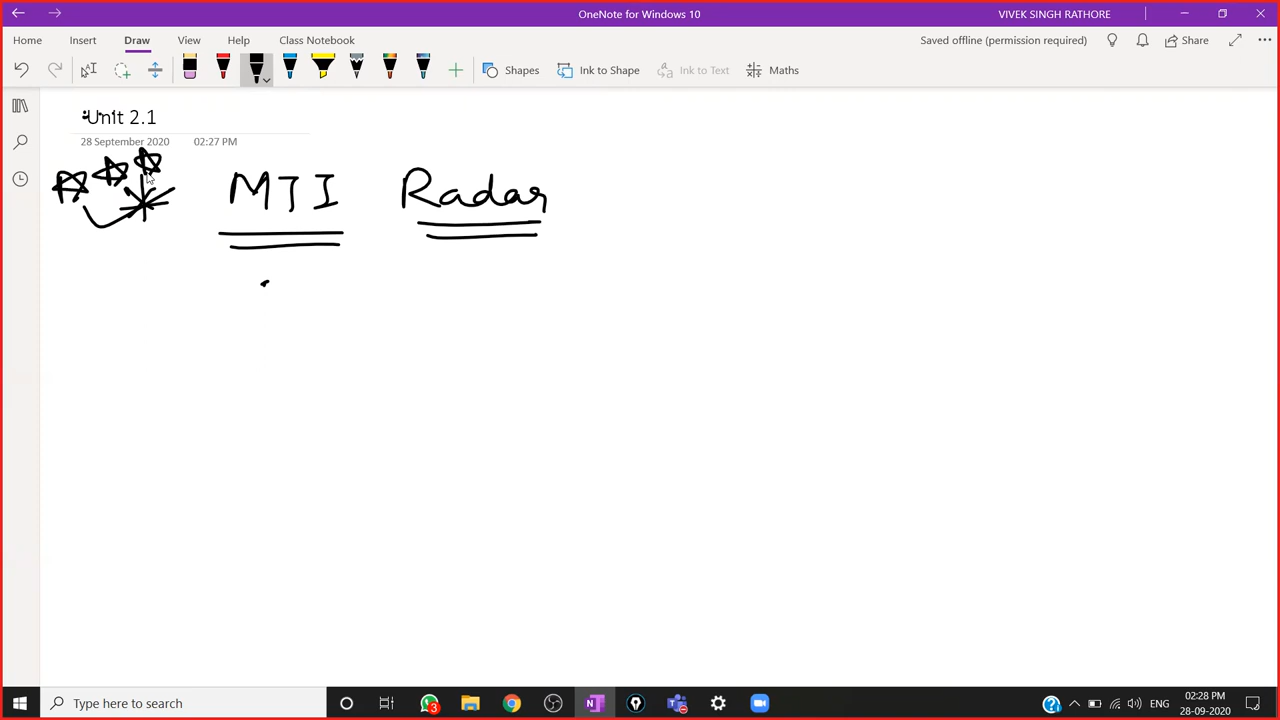 OneNote for Windows 10 VIVEK SINGH RATHORE
Home Insert Draw View Help Class Notebook Saved offline (permission required) Share
Shapes Ink to Shape Ink to Text Maths
Unit 2.1
28 September 2020 02:27 PM
MTI Radar
Type here to search 3 ENG 02:28 PM
28-09-2020